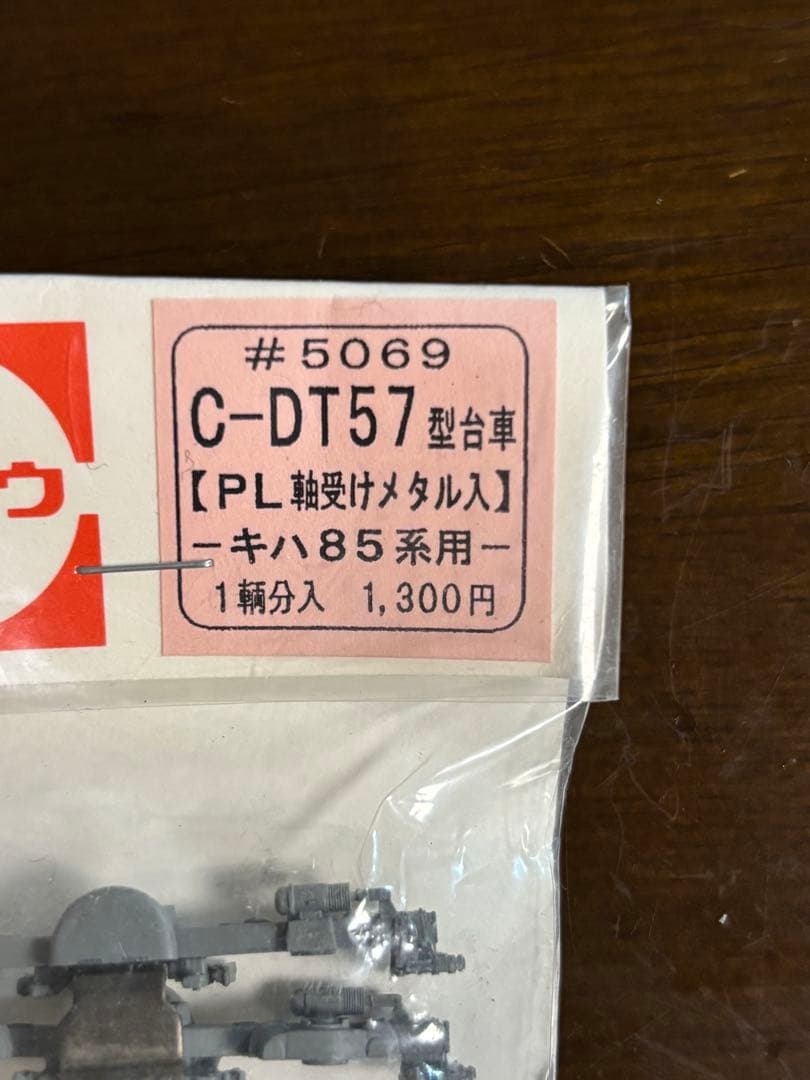 #5069
C-DT57型台車
【PL軸受けメタル入】
-キハ85系用-
1輌分入 1,300円
ウ